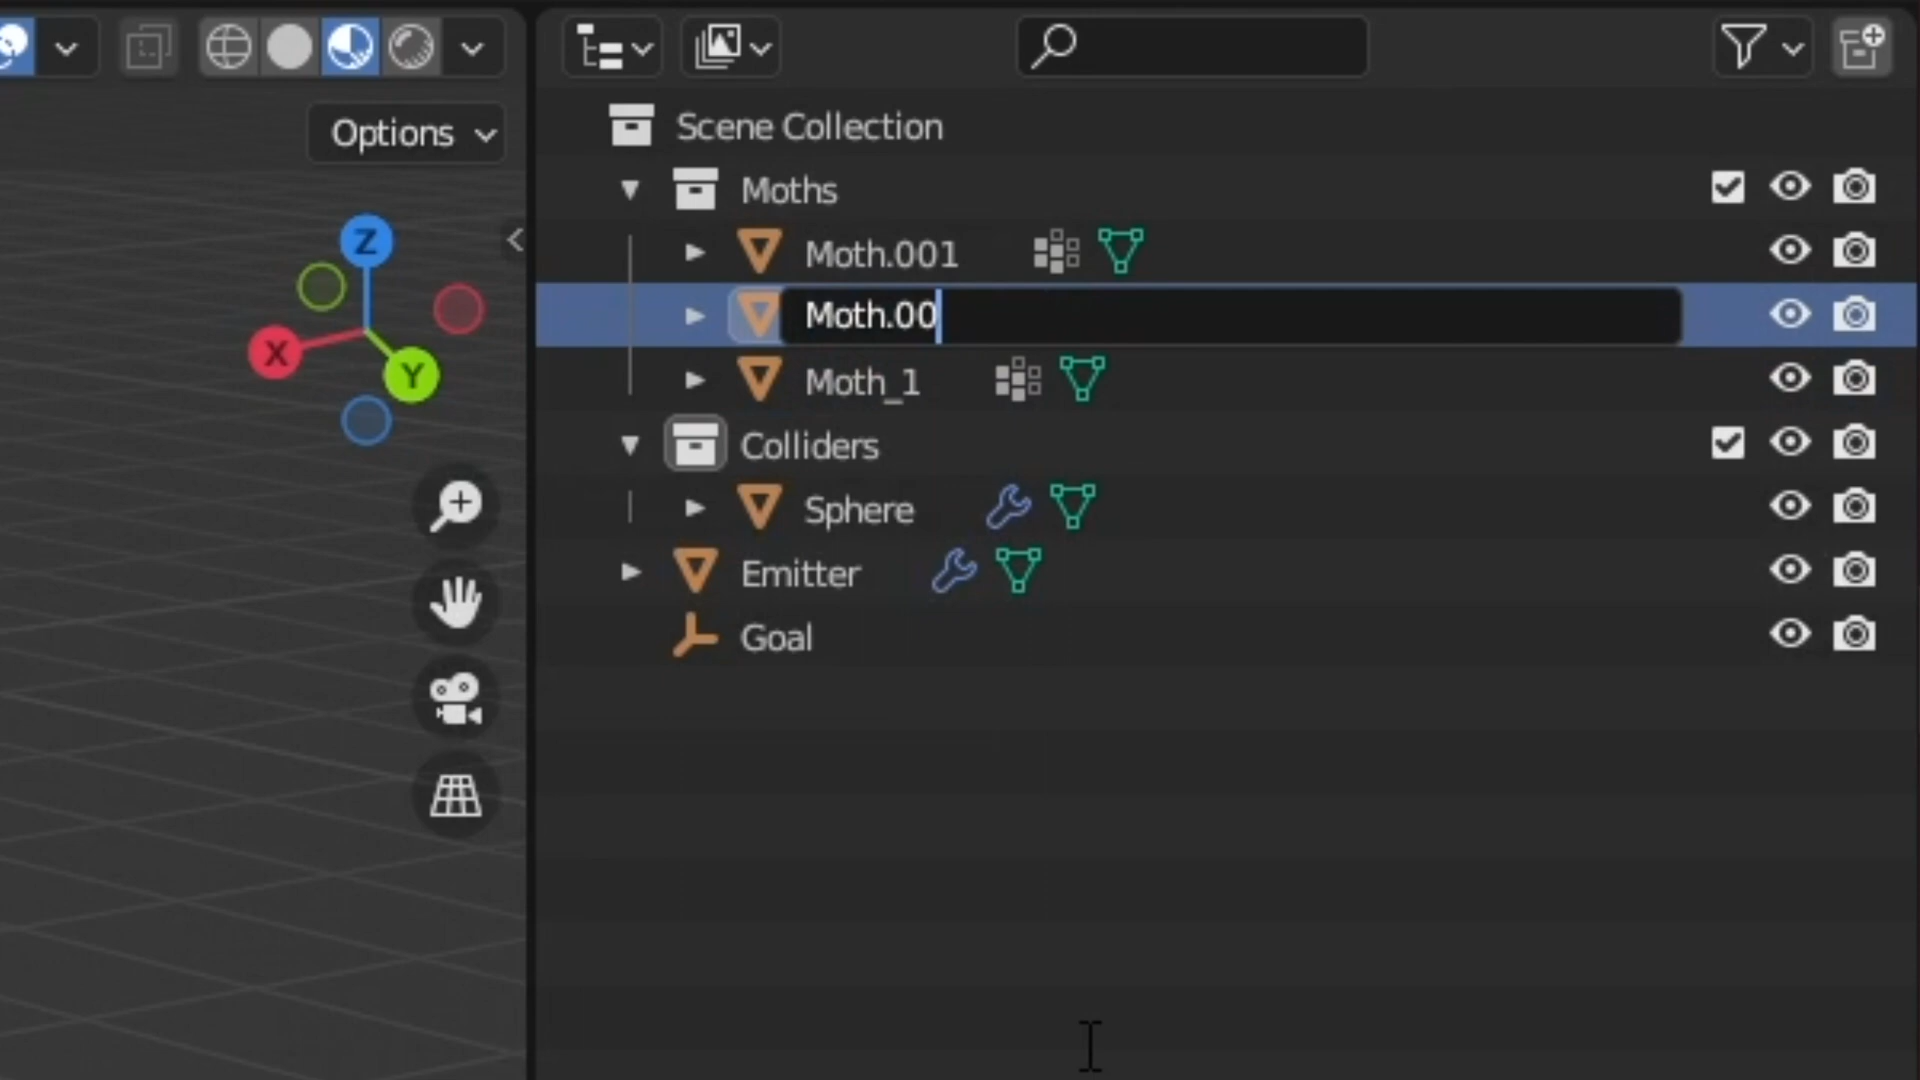 Options
Z
X
Y
Scene Collection
Moths
Moth.001
Moth.00
Moth_1
Colliders
Sphere
Emitter
Goal